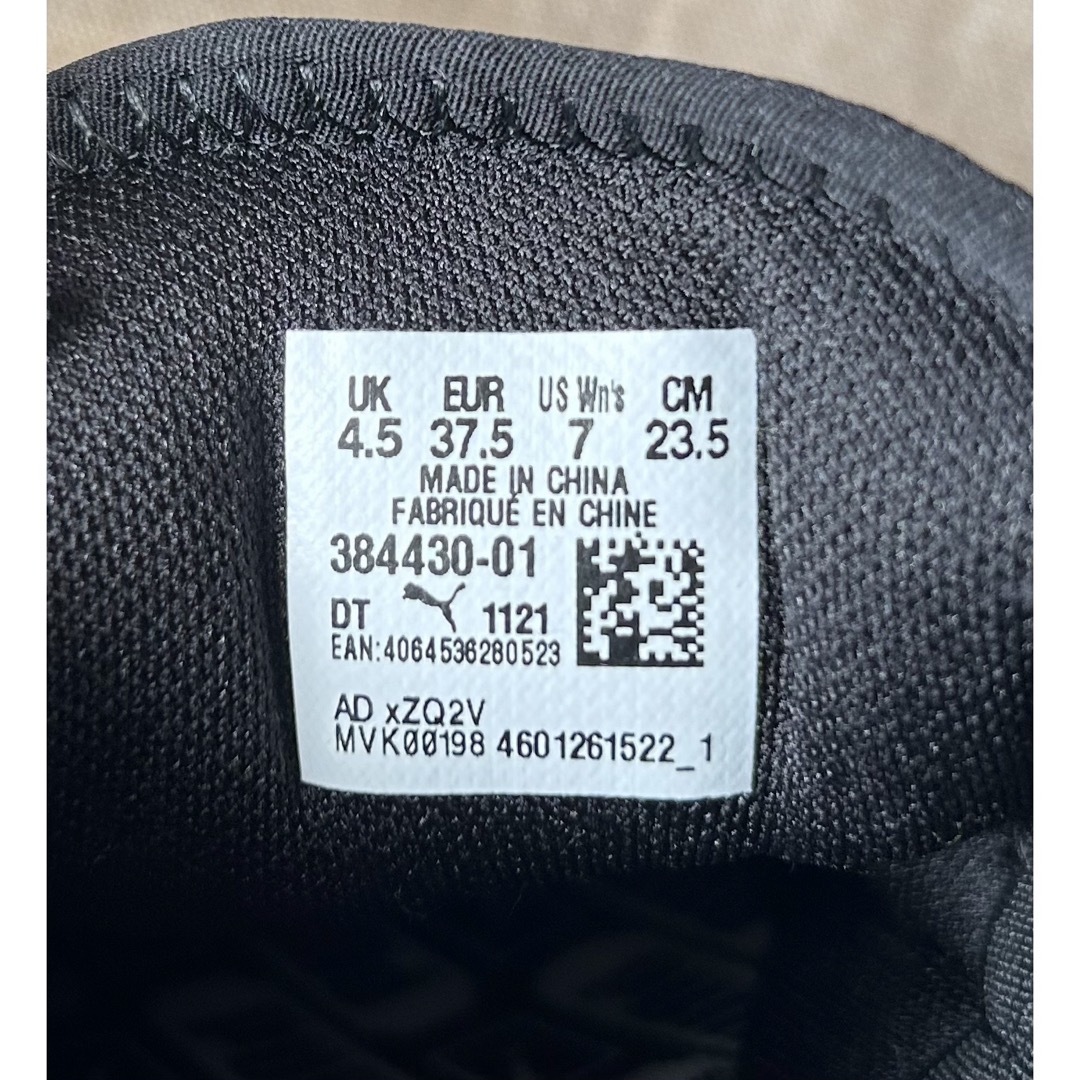 UK EUR US Wn's CM
4.5 37.5 7 23.5
MADE IN CHINA
FABRIQUÉ EN CHINE
384430-01
DT 1121
EAN:4064536280523
AD xZQ2V
MVK00198 4601261522_1